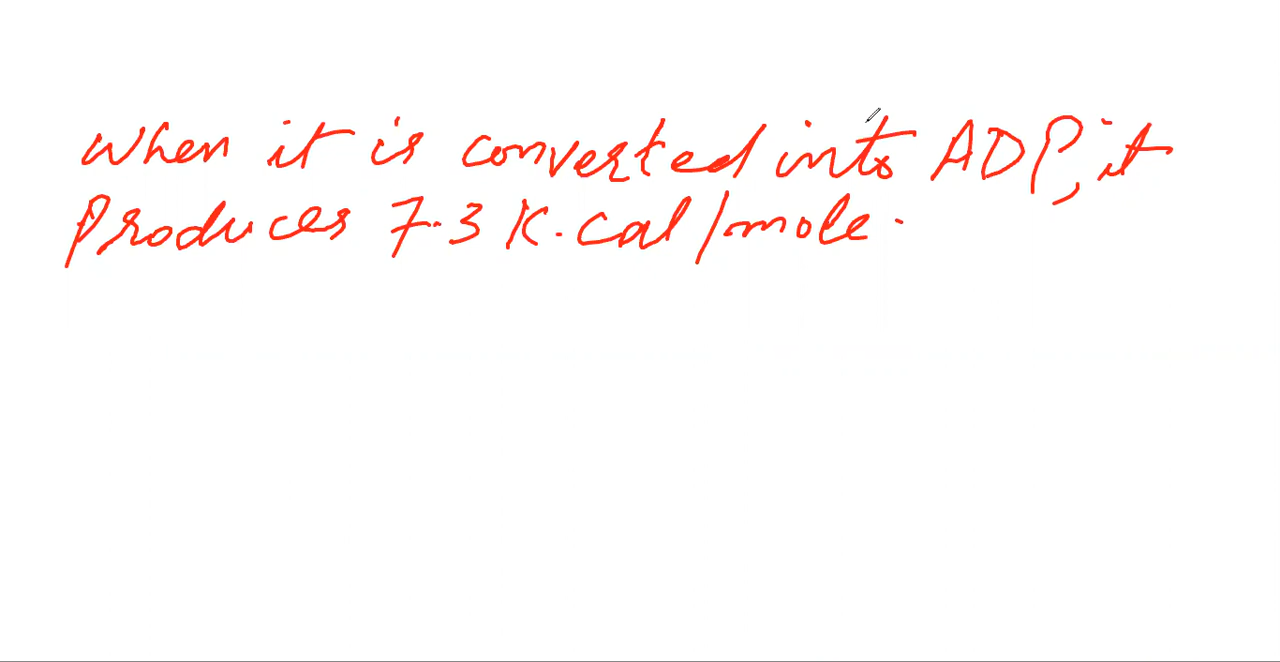 When it is converted into ADP, it
Produces 7.3 K.cal/mole.